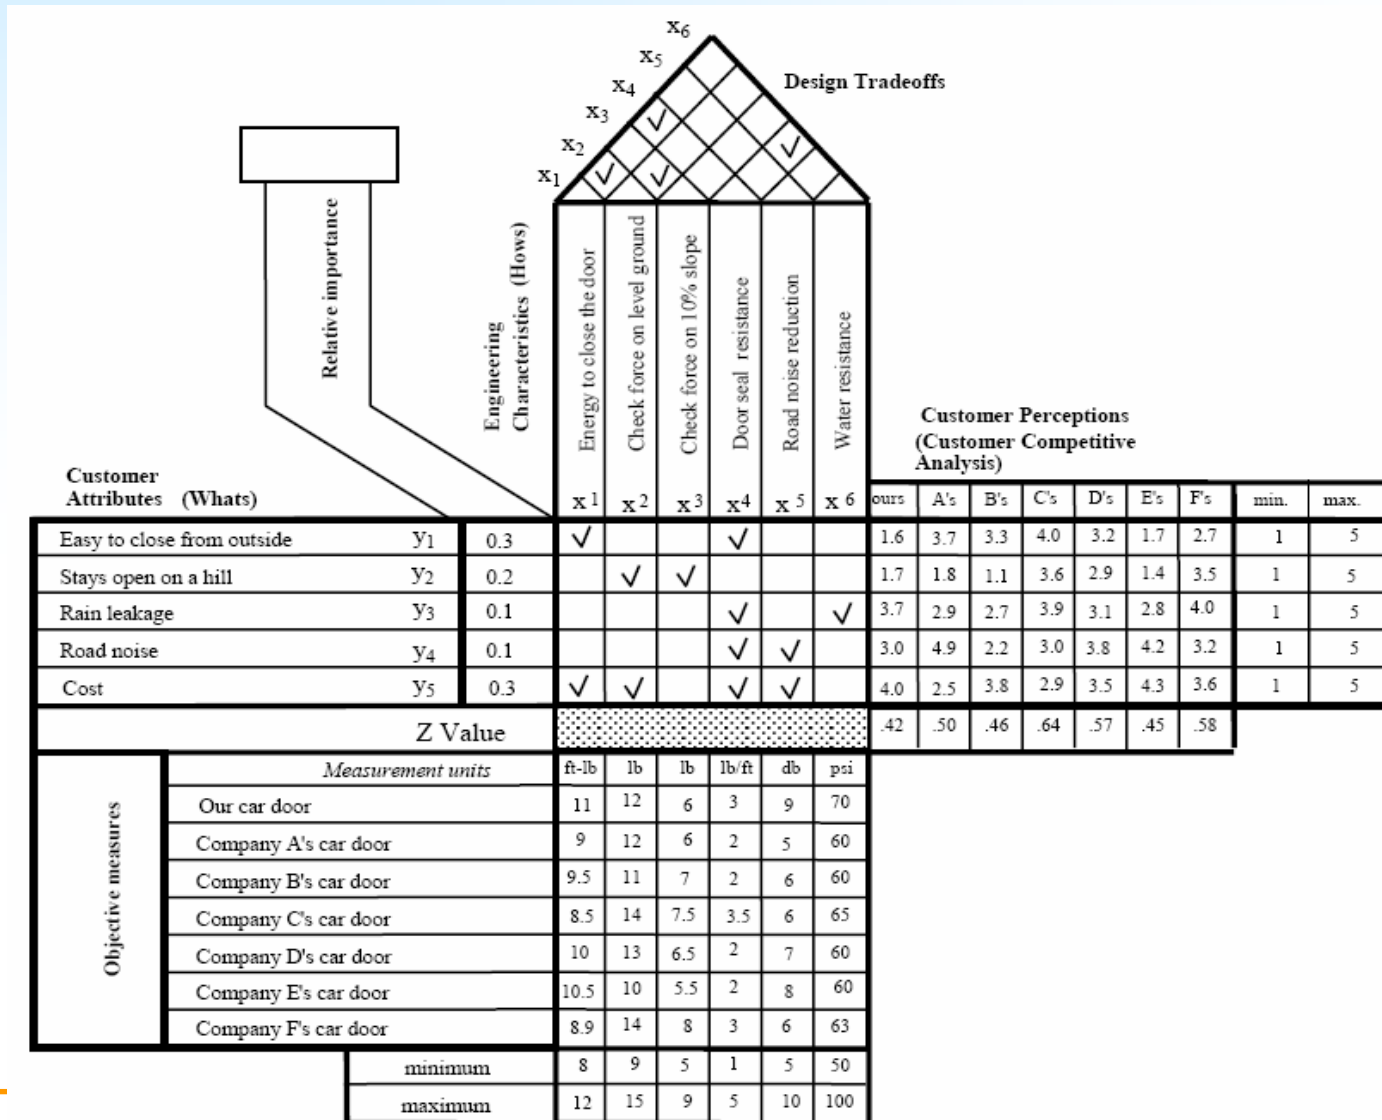 x6
x5
x4
x3
x2
x1
Design Tradeoffs
✓
✓
✓ ✓
Relative importance
Engineering
Characteristics (Hows)
Energy to close the door
Check force on level ground
Check force on 10% slope
Door seal resistance
Road noise reduction
Water resistance
Customer Perceptions
(Customer Competitive
Analysis)
Customer
Attributes (Whats)
x1 x2 x3 x4 x5 x6 ours A's B's C's D's E's F's min. max.
Easy to close from outside y1 0.3 ✓ ✓ 1.6 3.7 3.3 4.0 3.2 1.7 2.7 1 5
Stays open on a hill y2 0.2 ✓ ✓ 1.7 1.8 1.1 3.6 2.9 1.4 3.5 1 5
Rain leakage y3 0.1 ✓ ✓ 3.7 2.9 2.7 3.9 3.1 2.8 4.0 1 5
Road noise y4 0.1 ✓ ✓ 3.0 4.9 2.2 3.0 3.8 4.2 3.2 1 5
Cost y5 0.3 ✓ ✓ ✓ ✓ 4.0 2.5 3.8 2.9 3.5 4.3 3.6 1 5
Z Value .42 .50 .46 .64 .57 .45 .58
Objective measures
Measurement units ft-lb lb lb lb/ft db psi
Our car door 11 12 6 3 9 70
Company A's car door 9 12 6 2 5 60
Company B's car door 9.5 11 7 2 6 60
Company C's car door 8.5 14 7.5 3.5 6 65
Company D's car door 10 13 6.5 2 7 60
Company E's car door 10.5 10 5.5 2 8 60
Company F's car door 8.9 14 8 3 6 63
minimum 8 9 5 1 5 50
maximum 12 15 9 5 10 100